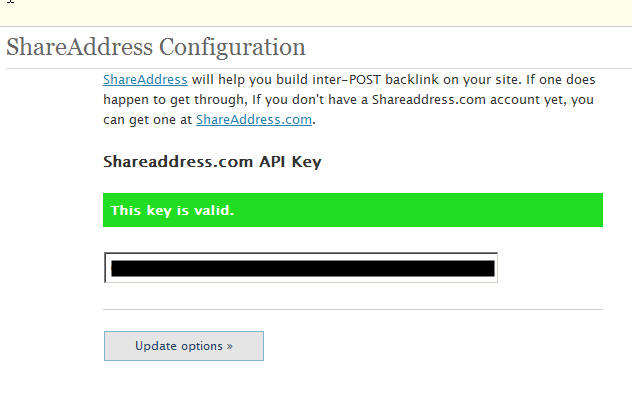 ShareAddress Configuration
ShareAddress will help you build inter-POST backlink on your site. If one does
happen to get through, If you don't have a Shareaddress.com account yet, you
can get one at ShareAddress.com.
Shareaddress.com API Key
This key is valid.
Update options »